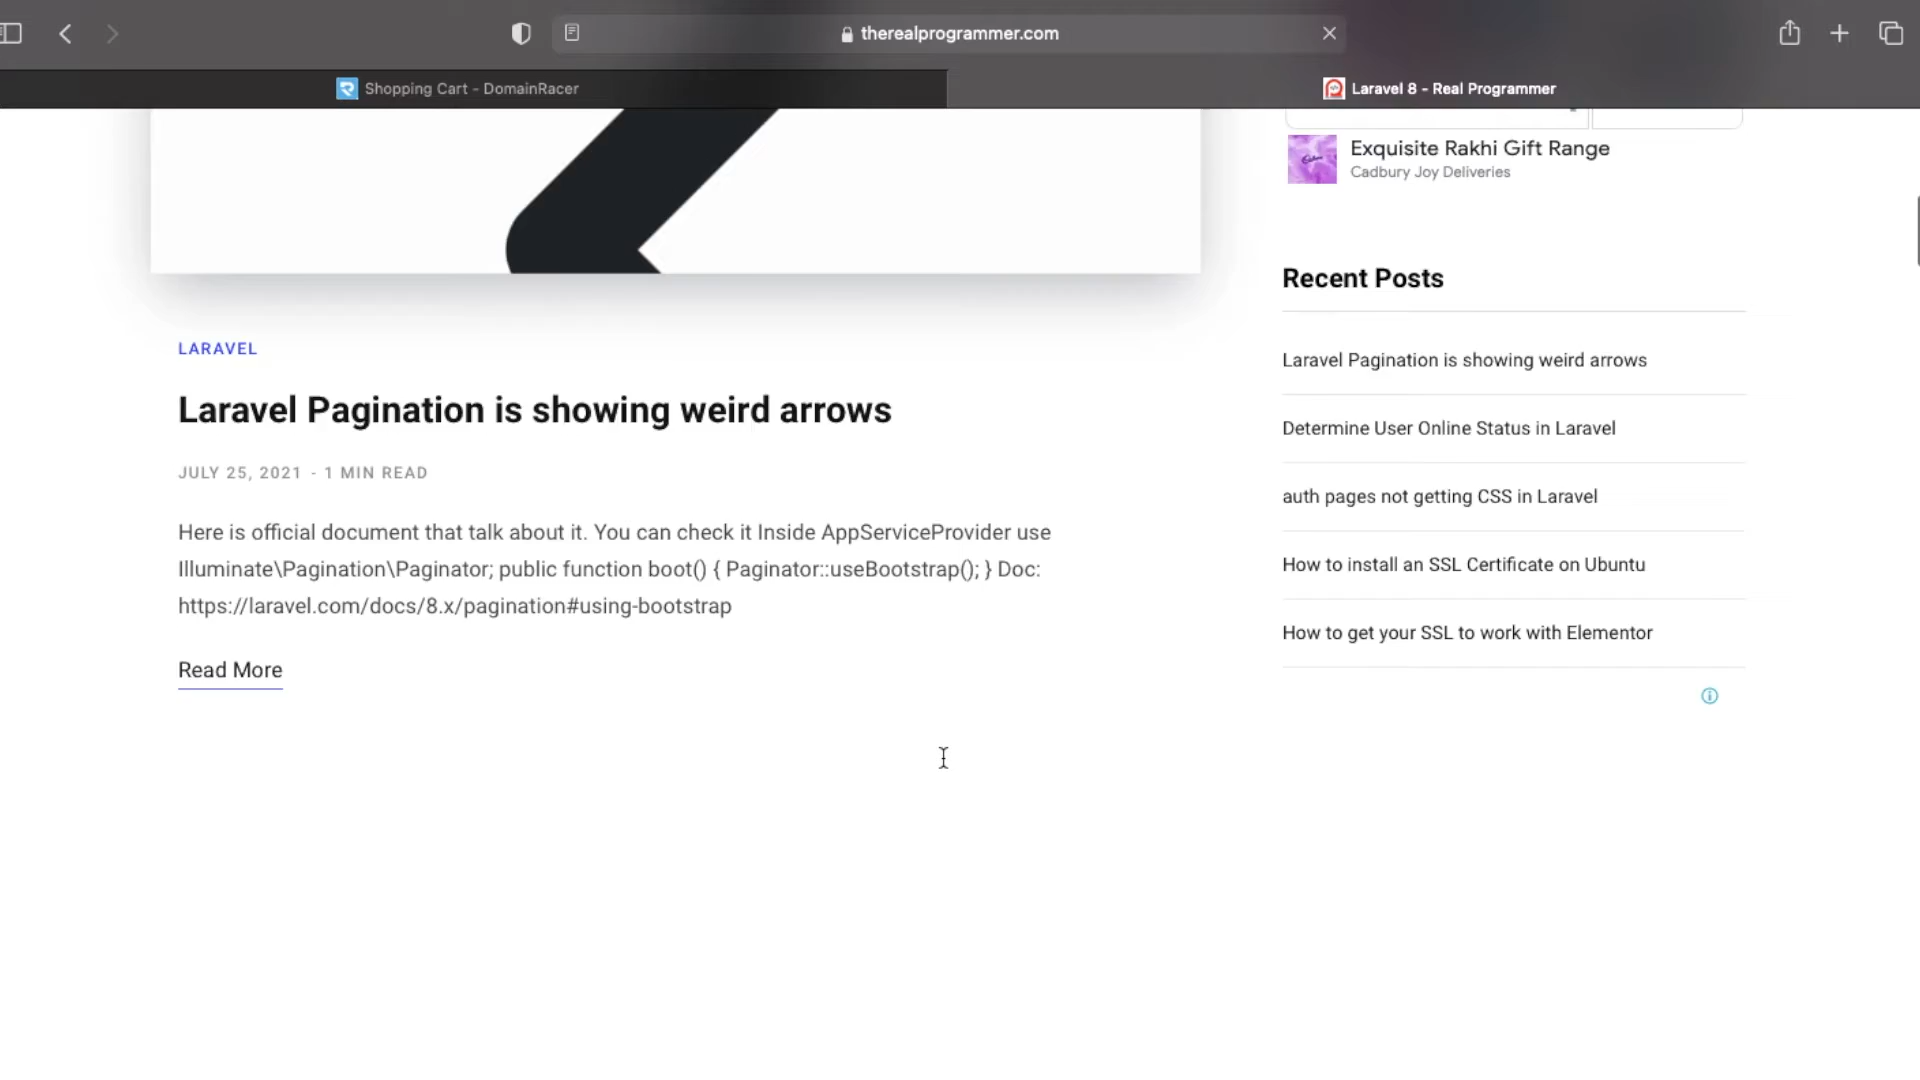 therealprogrammer.com
Shopping Cart - DomainRacer
Laravel 8 - Real Programmer
Exquisite Rakhi Gift Range
Cadbury Joy Deliveries
LARAVEL
Laravel Pagination is showing weird arrows
JULY 25, 2021 - 1 MIN READ
Here is official document that talk about it. You can check it Inside AppServiceProvider use
Illuminate\Pagination\Paginator; public function boot() { Paginator::useBootstrap(); } Doc:
https://laravel.com/docs/8.x/pagination#using-bootstrap
Read More
Recent Posts
Laravel Pagination is showing weird arrows
Determine User Online Status in Laravel
auth pages not getting CSS in Laravel
How to install an SSL Certificate on Ubuntu
How to get your SSL to work with Elementor